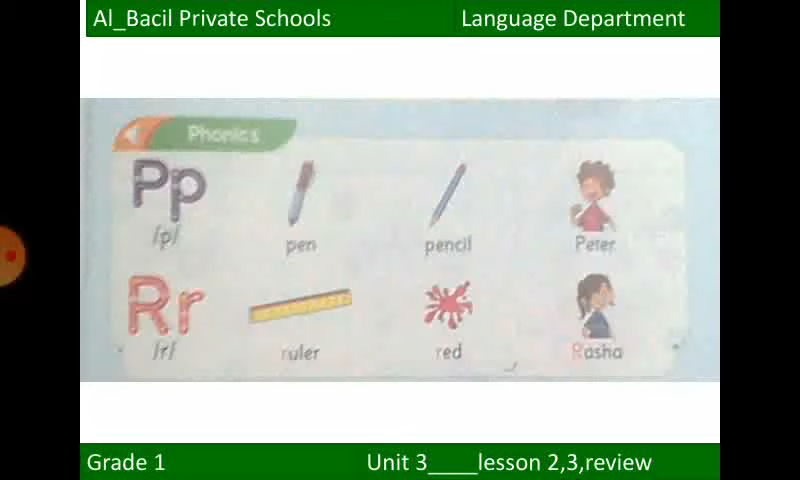 Al_Bacil Private Schools Language Department
Phonics
Pp
/p/
pen pencil Peter
Rr
/r/
ruler red Rasha
Grade 1 Unit 3____lesson 2,3,review